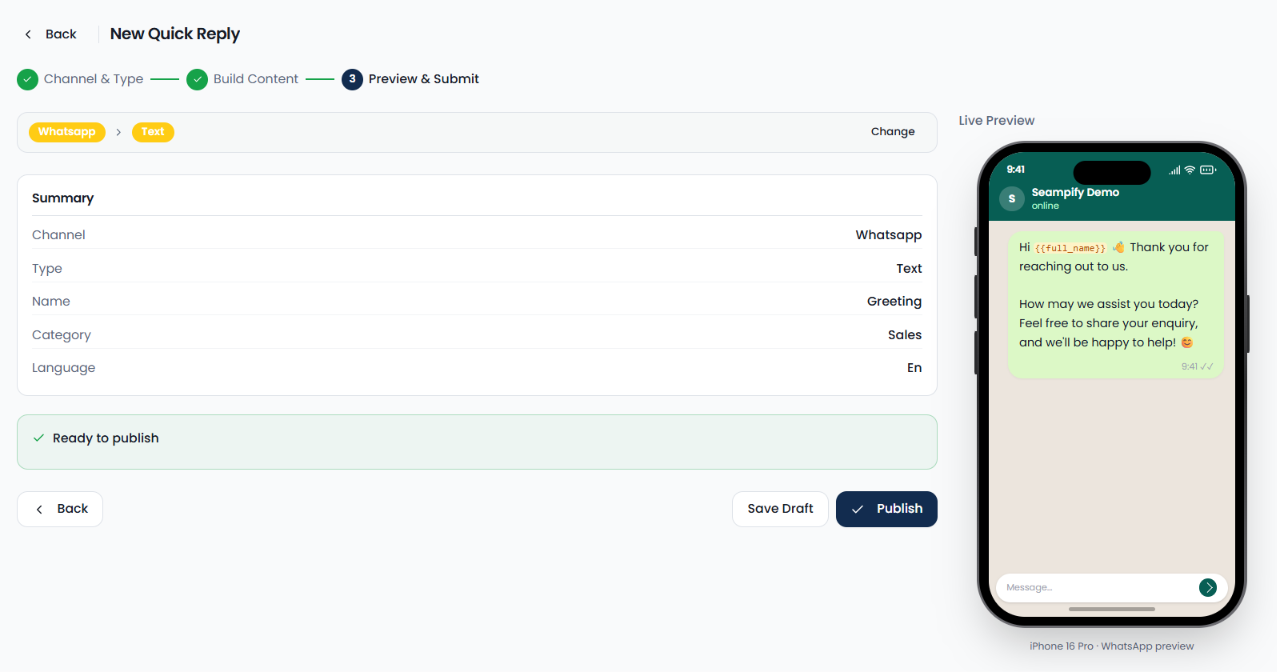 Back
New Quick Reply
Channel & Type
Build Content
3 Preview & Submit
Whatsapp > Text
Change
Summary
Channel Whatsapp
Type Text
Name Greeting
Category Sales
Language En
Ready to publish
Back
Save Draft
Publish
Live Preview
9:41
S
Seampify Demo
online
Hi {{full_name}} 👋 Thank you for
reaching out to us.
How may we assist you today?
Feel free to share your enquiry,
and we'll be happy to help! 😊
9:41 ✓✓
Message...
iPhone 16 Pro · WhatsApp preview